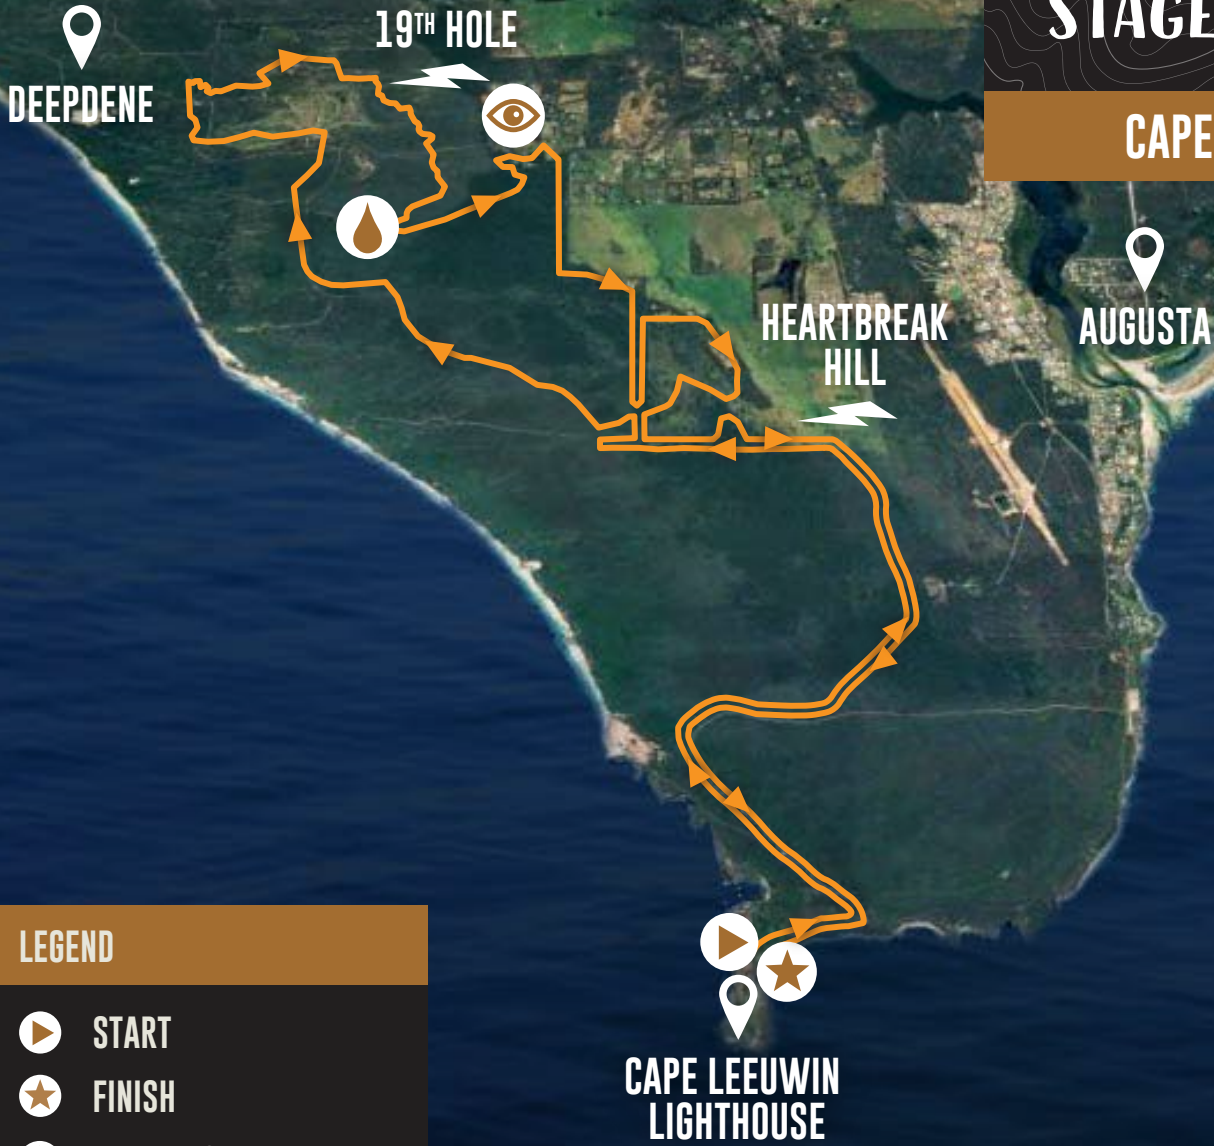 STAGE
CAPE
19TH HOLE
DEEPDENE
AUGUSTA
HEARTBREAK
HILL
LEGEND
START
FINISH
CAPE LEEUWIN
LIGHTHOUSE